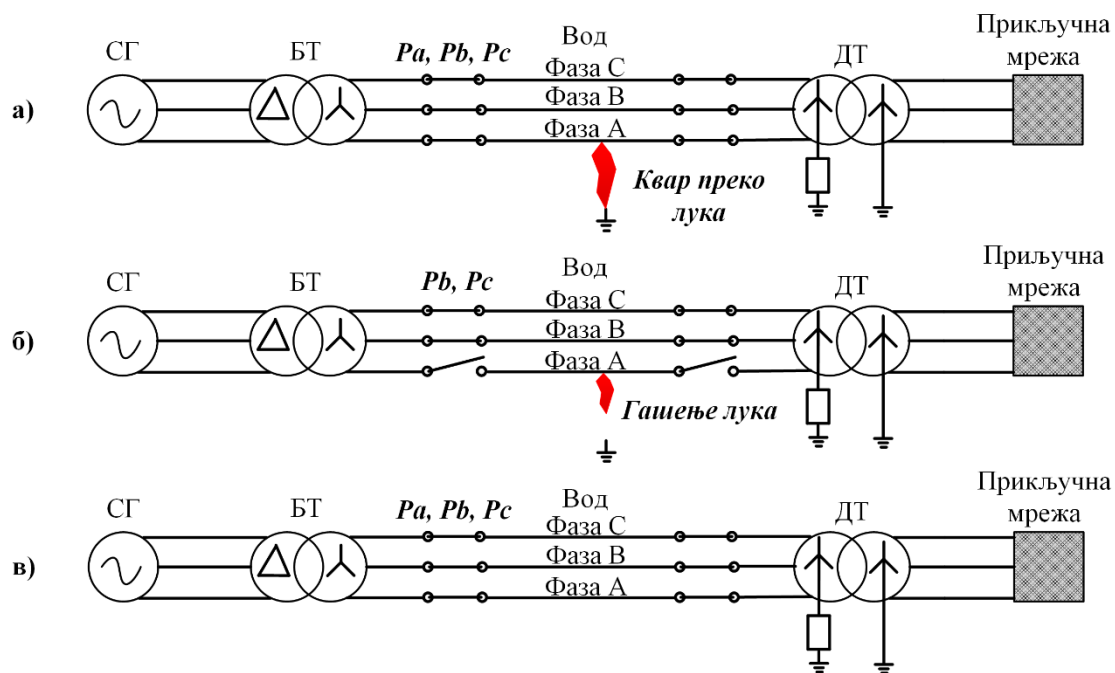 СГ
БТ
Pa, Pb, Pc
Вод
Фаза C
Фаза B
Фаза A
ДТ
Прикључна
мрежа
а)
Квар преко
лука
СГ
БТ
Pb, Pc
Вод
Фаза C
Фаза B
Фаза A
ДТ
Приључна
мрежа
б)
Гашење лука
СГ
БТ
Pa, Pb, Pc
Вод
Фаза C
Фаза B
Фаза A
ДТ
Прикључна
мрежа
в)